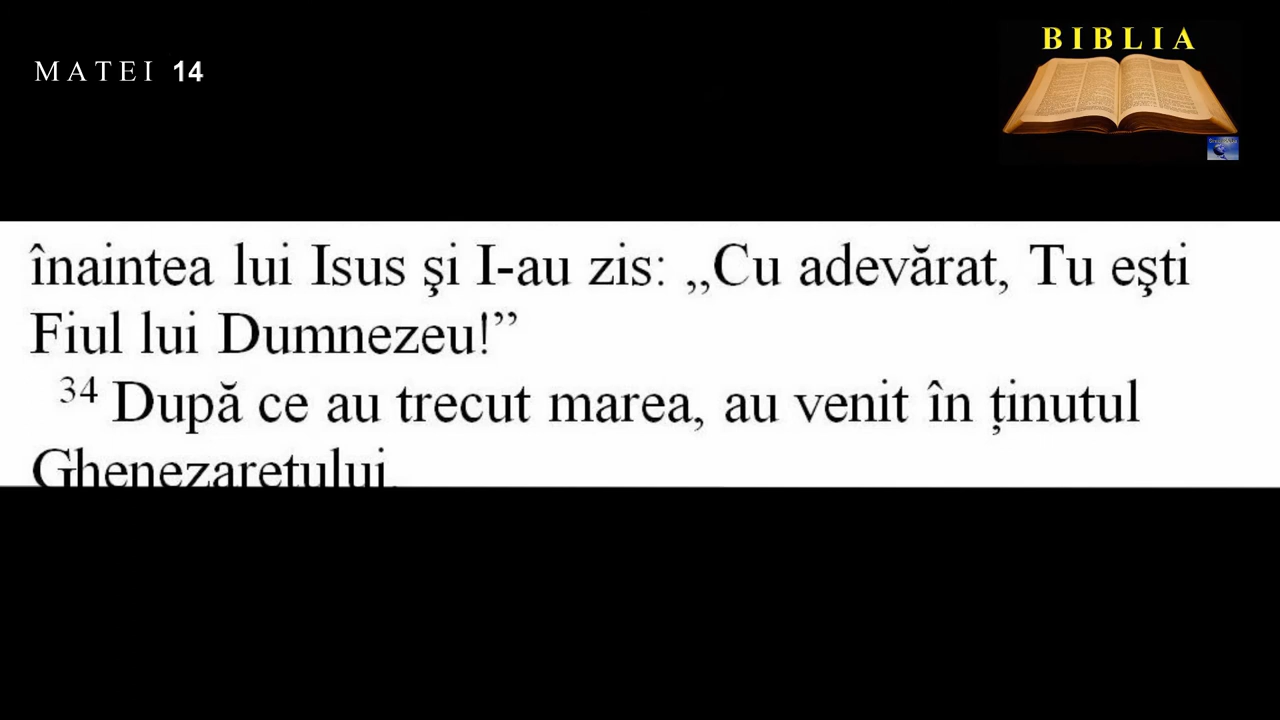 MATEI 14
BIBLIA
înaintea lui Isus şi I-au zis: „Cu adevărat, Tu eşti
Fiul lui Dumnezeu!”
34 După ce au trecut marea, au venit în ţinutul
Ghenezaretului.